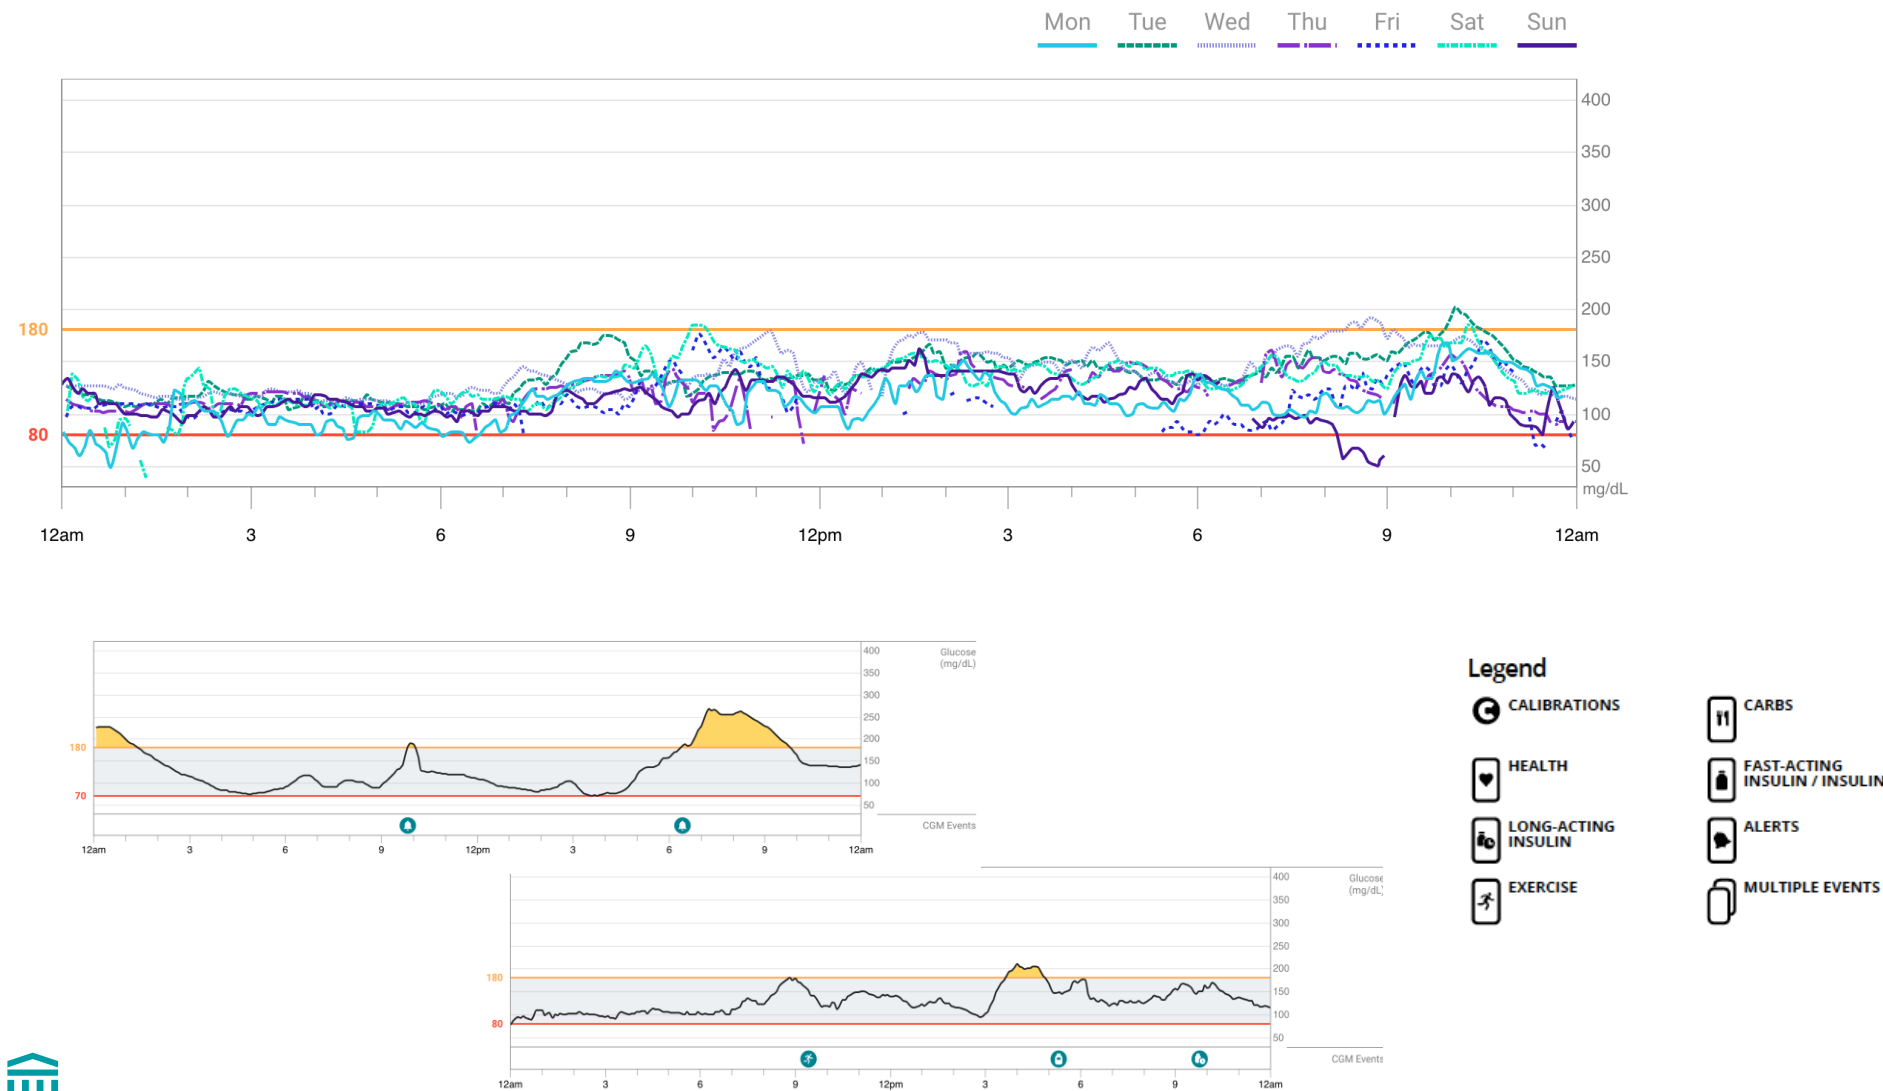 Mon Tue Wed Thu Fri Sat Sun
400
350
300
250
200
180
150
100
80
50
mg/dL
12am 3 6 9 12pm 3 6 9 12am
400 Glucose
(mg/dL)
350
300
250
200
180
150
100
70
50
CGM Events
12am 3 6 9 12pm 3 6 9 12am
400 Glucose
(mg/dL)
350
300
250
200
180
150
100
80
50
CGM Events
12am 3 6 9 12pm 3 6 9 12am
Legend
CALIBRATIONS
CARBS
HEALTH
FAST-ACTING
INSULIN / INSULIN
LONG-ACTING
INSULIN
ALERTS
EXERCISE
MULTIPLE EVENTS